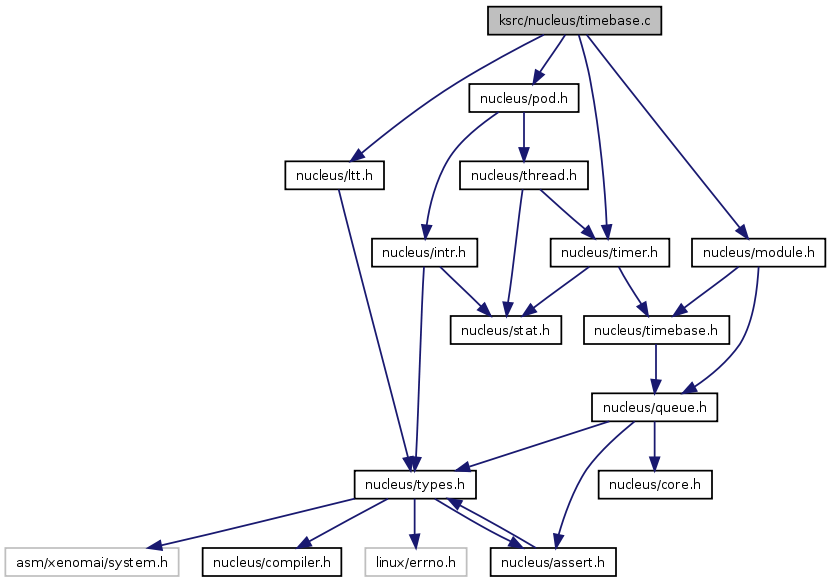 ksrc/nucleus/timebase.c
nucleus/pod.h
nucleus/ltt.h
nucleus/thread.h
nucleus/intr.h
nucleus/timer.h
nucleus/module.h
nucleus/stat.h
nucleus/timebase.h
nucleus/queue.h
nucleus/types.h
nucleus/core.h
asm/xenomai/system.h
nucleus/compiler.h
linux/errno.h
nucleus/assert.h